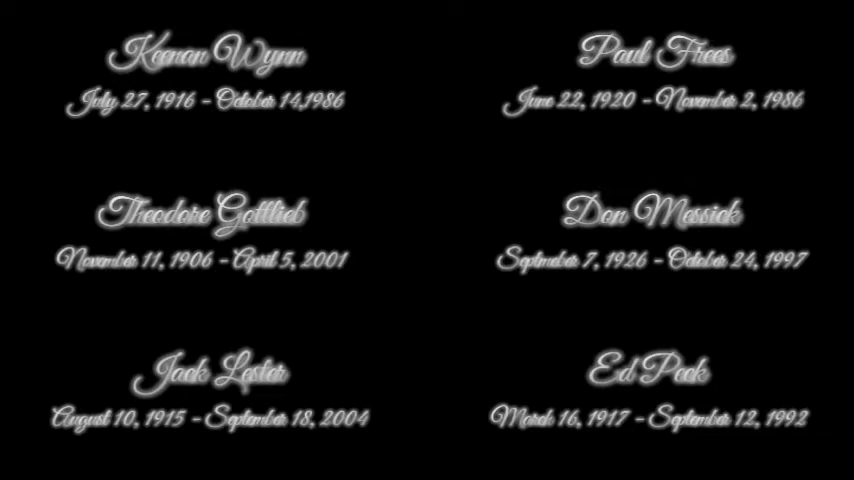 Keenan Wynn
July 27, 1916 - October 14,1986
Paul Frees
June 22, 1920 - November 2, 1986
Theodore Gottlieb
November 11, 1906 - April 5, 2001
Don Messick
Septmeber 7, 1926 - October 24, 1997
Jack Lester
August 10, 1915 - September 18, 2004
Ed Peck
March 16, 1917 - September 12, 1992